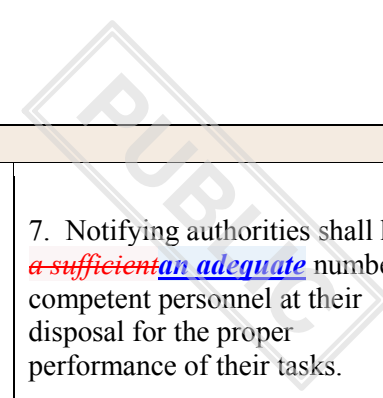 PUBLIC
7. Notifying authorities shall
a sufficientan adequate
competent personnel at their
disposal for the proper
performance of their tasks.